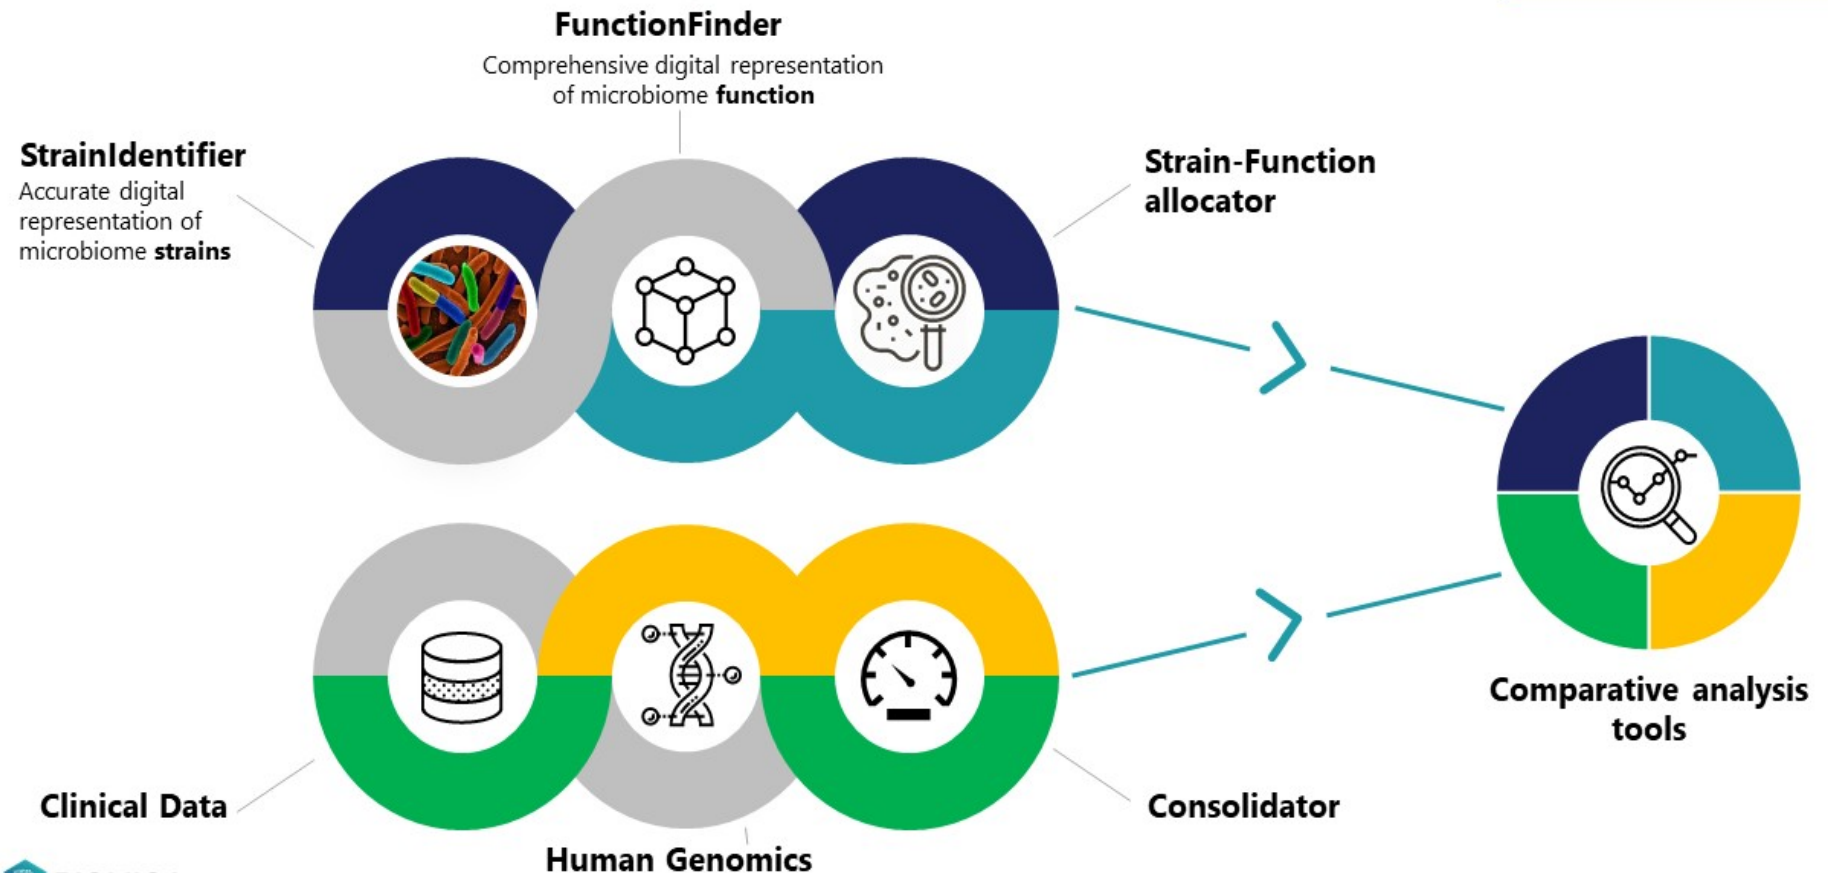 FunctionFinder
Comprehensive digital representation
of microbiome function
StrainIdentifier
Accurate digital
representation of
microbiome strains
Strain-Function
allocator
Comparative analysis
tools
Clinical Data
Consolidator
Human Genomics